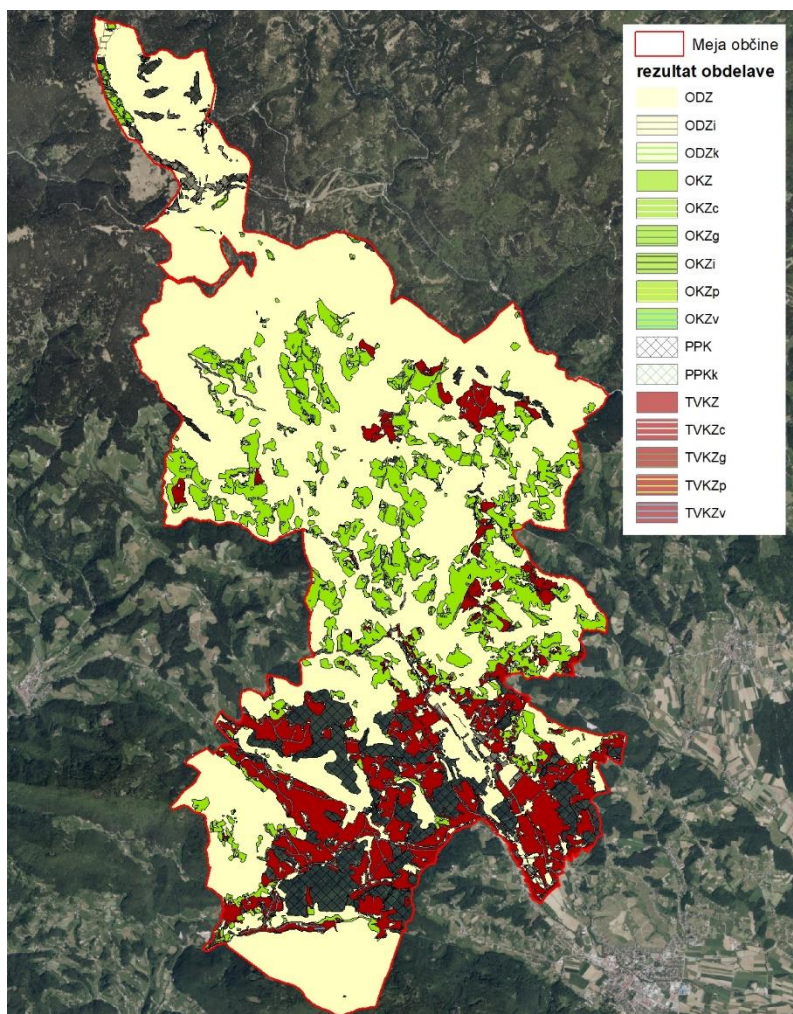 Meja občine
rezultat obdelave
ODZ
ODZi
ODZk
OKZ
OKZc
OKZg
OKZi
OKZp
OKZv
PPK
PPKk
TVKZ
TVKZc
TVKZg
TVKZp
TVKZv